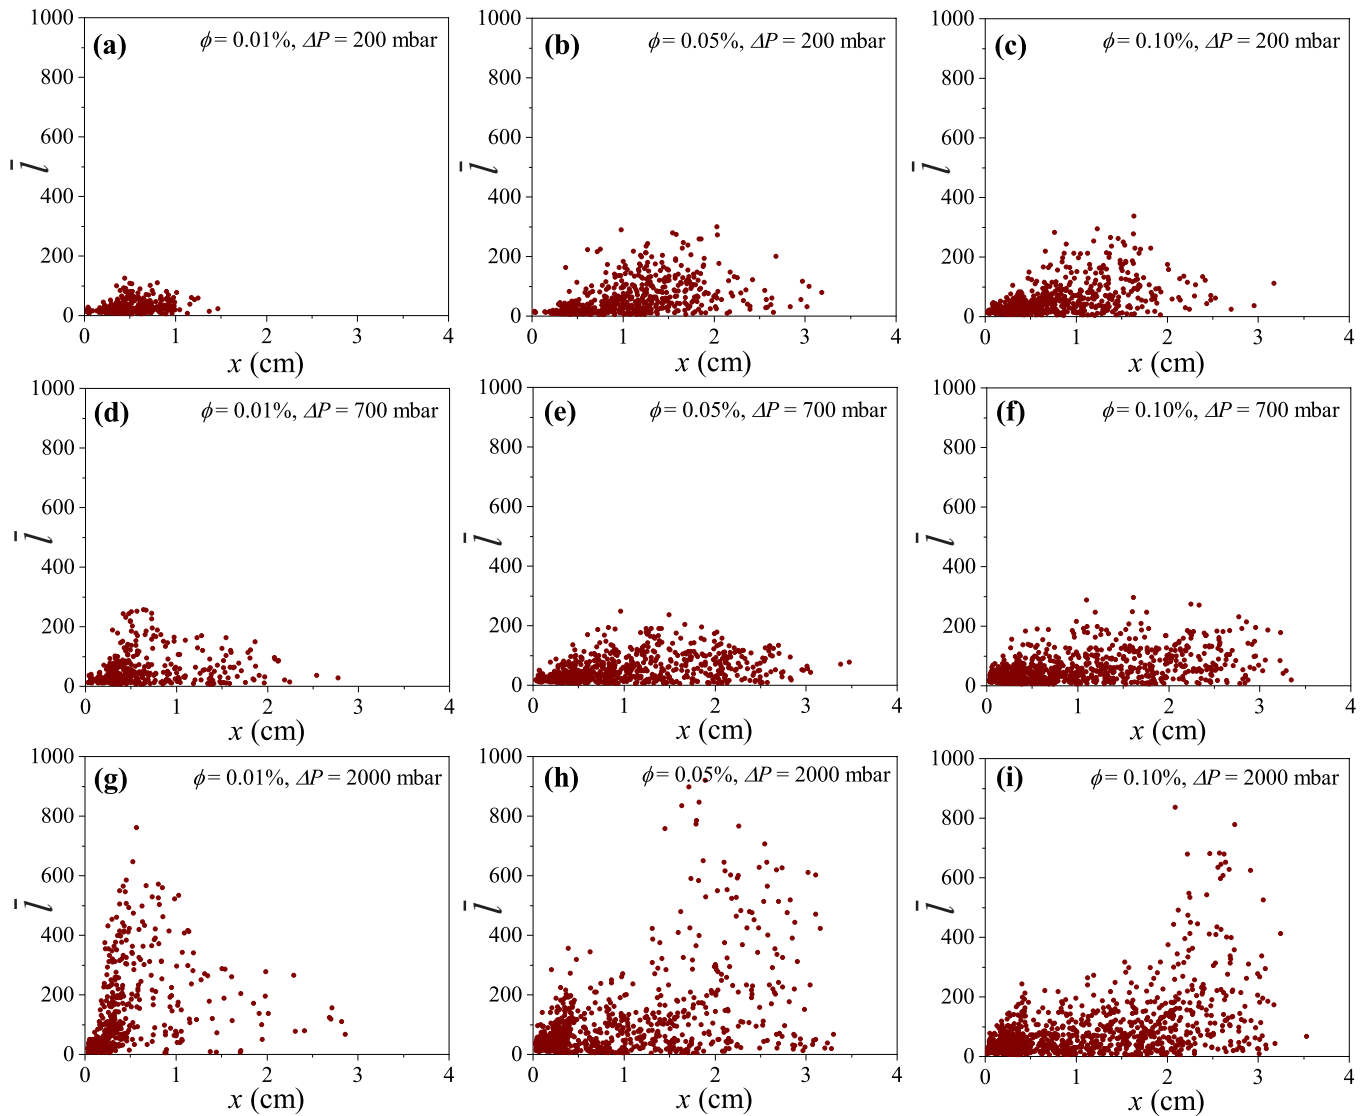 (a) ϕ = 0.01%, ΔP = 200 mbar
1000
800
600
400
200
0
l̄
0 1 2 3 4
x (cm)
(b) ϕ = 0.05%, ΔP = 200 mbar
1000
800
600
400
200
0
l̄
0 1 2 3 4
x (cm)
(c) ϕ = 0.10%, ΔP = 200 mbar
1000
800
600
400
200
0
l̄
0 1 2 3 4
x (cm)
(d) ϕ = 0.01%, ΔP = 700 mbar
1000
800
600
400
200
0
l̄
0 1 2 3 4
x (cm)
(e) ϕ = 0.05%, ΔP = 700 mbar
1000
800
600
400
200
0
l̄
0 1 2 3 4
x (cm)
(f) ϕ = 0.10%, ΔP = 700 mbar
1000
800
600
400
200
0
l̄
0 1 2 3 4
x (cm)
(g) ϕ = 0.01%, ΔP = 2000 mbar
1000
800
600
400
200
0
l̄
0 1 2 3 4
x (cm)
(h) ϕ = 0.05%, ΔP = 2000 mbar
1000
800
600
400
200
0
l̄
0 1 2 3 4
x (cm)
(i) ϕ = 0.10%, ΔP = 2000 mbar
1000
800
600
400
200
0
l̄
0 1 2 3 4
x (cm)